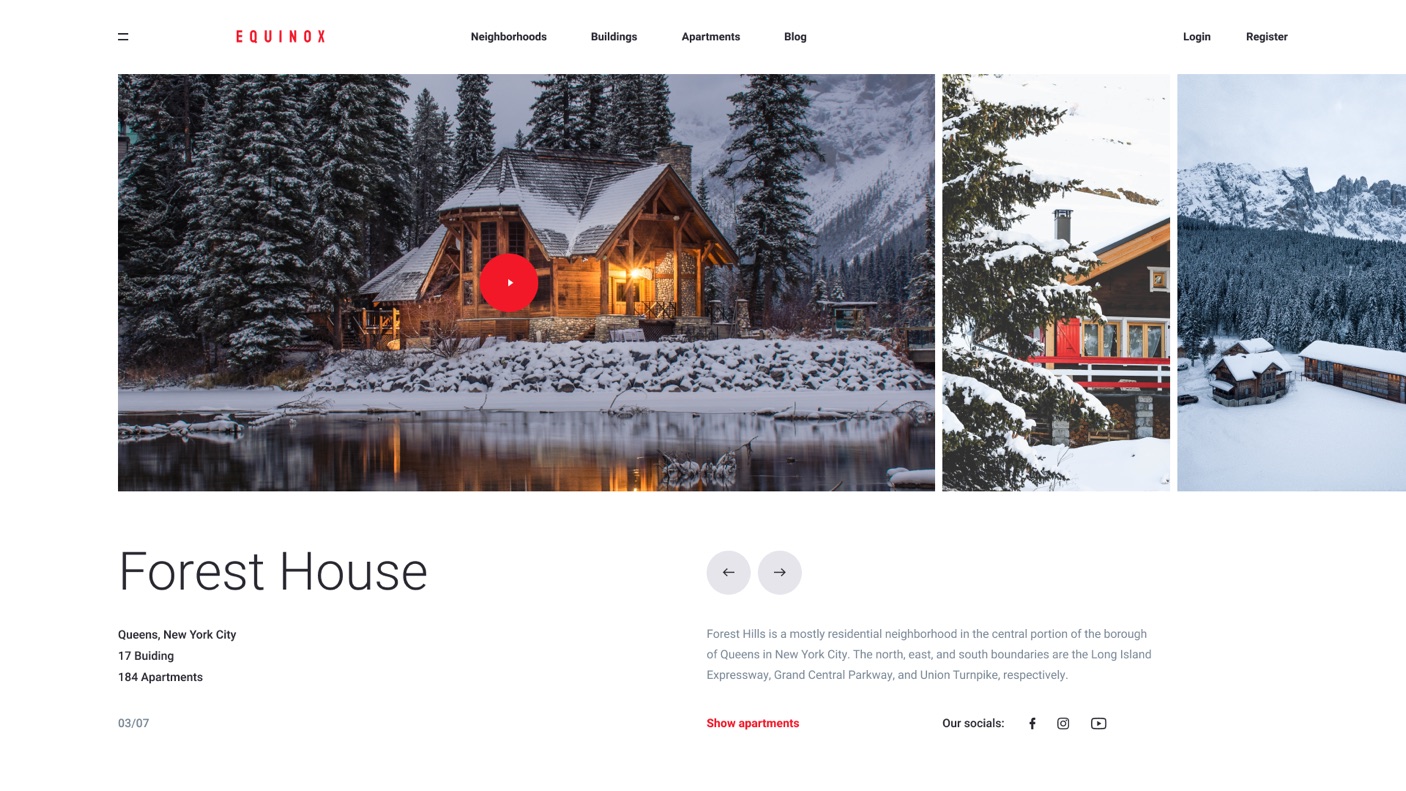 EQUINOX
Neighborhoods
Buildings
Apartments
Blog
Login
Register
Forest House
Queens, New York City
17 Buiding
184 Apartments
03/07
Forest Hills is a mostly residential neighborhood in the central portion of the borough
of Queens in New York City. The north, east, and south boundaries are the Long Island
Expressway, Grand Central Parkway, and Union Turnpike, respectively.
Show apartments
Our socials: